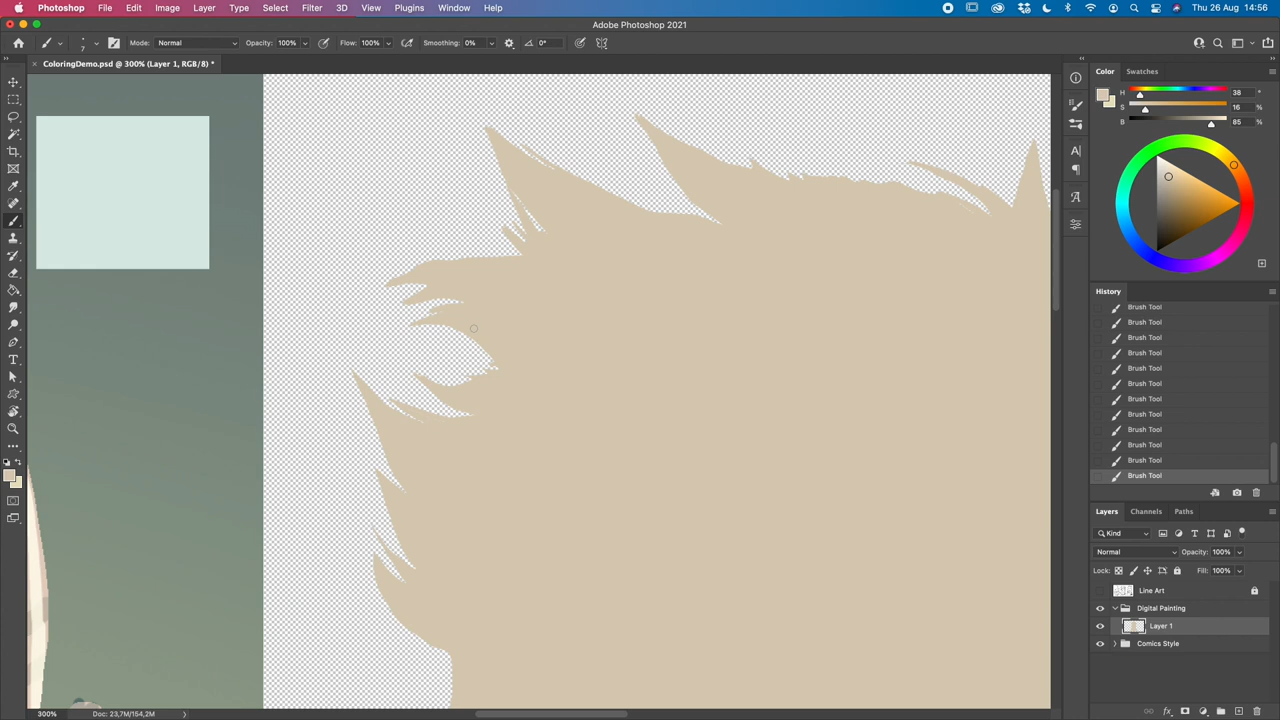 Photoshop File Edit Image Layer Type Select Filter 3D View Plugins Window Help Thu 26 Aug 14:56
Adobe Photoshop 2021
7 Mode: Normal Opacity: 100% Flow: 100% Smoothing: 0% 0°
ColoringDemo.psd @ 300% (Layer 1, RGB/8) *
Color Swatches
H 38 °
S 16 %
B 85 %
History
Brush Tool
Brush Tool
Brush Tool
Brush Tool
Brush Tool
Brush Tool
Brush Tool
Brush Tool
Brush Tool
Brush Tool
Brush Tool
Brush Tool
Layers Channels Paths
Kind
Normal Opacity: 100%
Lock: Fill: 100%
Line Art
Digital Painting
Layer 1
Comics Style
300% Doc: 23,7M/154,2M